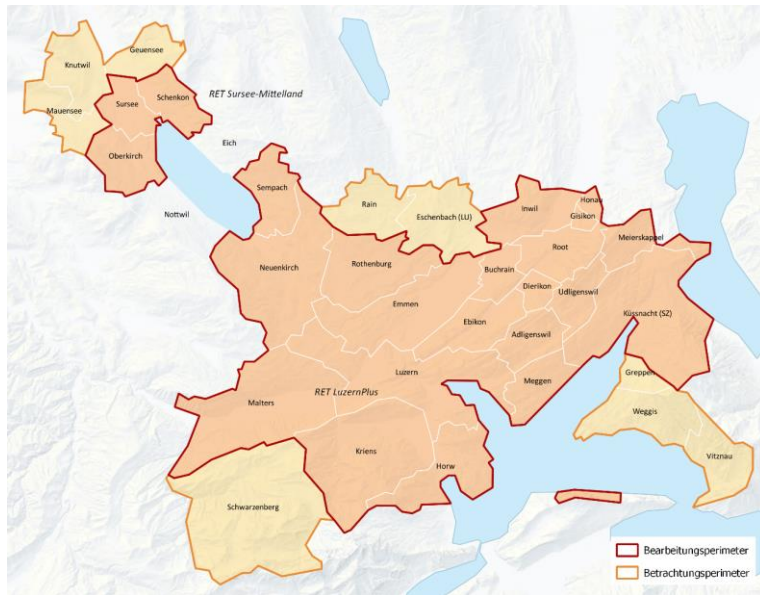 Geuensee
Knutwil
Schenkon
RET Sursee-Mittelland
Sursee
Mauensee
Eich
Oberkirch
Sempach
Honau
Rain
Inwil
Nottwil
Eschenbach (LU)
Gisikon
Meierskappel
Root
Rothenburg
Neuenkirch
Buchrain
Dierikon
Udligenswil
Emmen
Küssnacht (SZ)
Ebikon
Adligenswil
Luzern
Greppen
Meggen
RET LuzernPlus
Malters
Weggis
Kriens
Vitznau
Horw
Schwarzenberg
Bearbeitungsperimeter
Betrachtungsperimeter